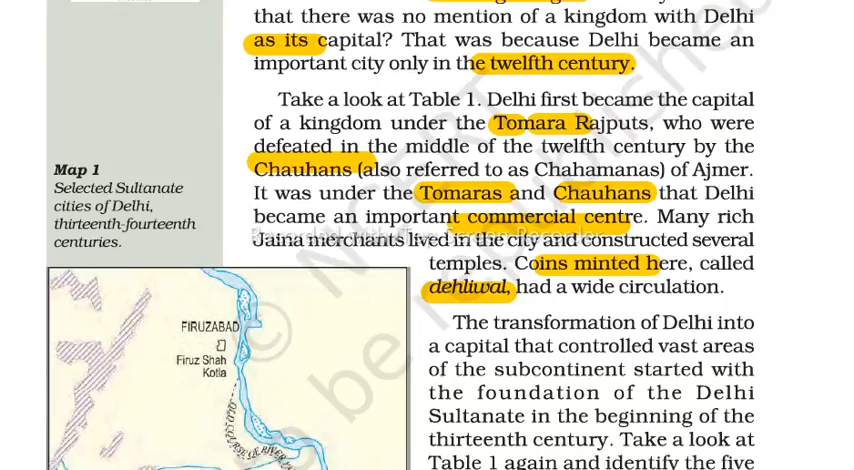 that there was no mention of a kingdom with Delhi
as its capital? That was because Delhi became an
important city only in the twelfth century.
Take a look at Table 1. Delhi first became the capital
of a kingdom under the Tomara Rajputs, who were
defeated in the middle of the twelfth century by the
Chauhans (also referred to as Chahamanas) of Ajmer.
It was under the Tomaras and Chauhans that Delhi
became an important commercial centre. Many rich
Jaina merchants lived in the city and constructed several
temples. Coins minted here, called
dehliwal, had a wide circulation.
The transformation of Delhi into
a capital that controlled vast areas
of the subcontinent started with
the foundation of the Delhi
Sultanate in the beginning of the
thirteenth century. Take a look at
Table 1 again and identify the five
Map 1
Selected Sultanate
cities of Delhi,
thirteenth-fourteenth
centuries.
FIRUZABAD
Firuz Shah
Kotla
OLD COURSE OF RIVER
© NCERT
be republished